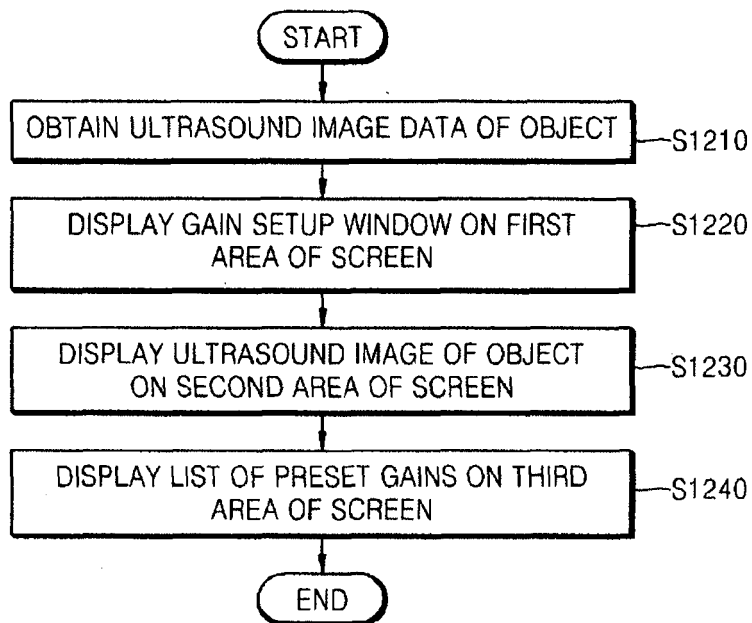 START
OBTAIN ULTRASOUND IMAGE DATA OF OBJECT
S1210
DISPLAY GAIN SETUP WINDOW ON FIRST
AREA OF SCREEN
S1220
DISPLAY ULTRASOUND IMAGE OF OBJECT
ON SECOND AREA OF SCREEN
S1230
DISPLAY LIST OF PRESET GAINS ON THIRD
AREA OF SCREEN
S1240
END